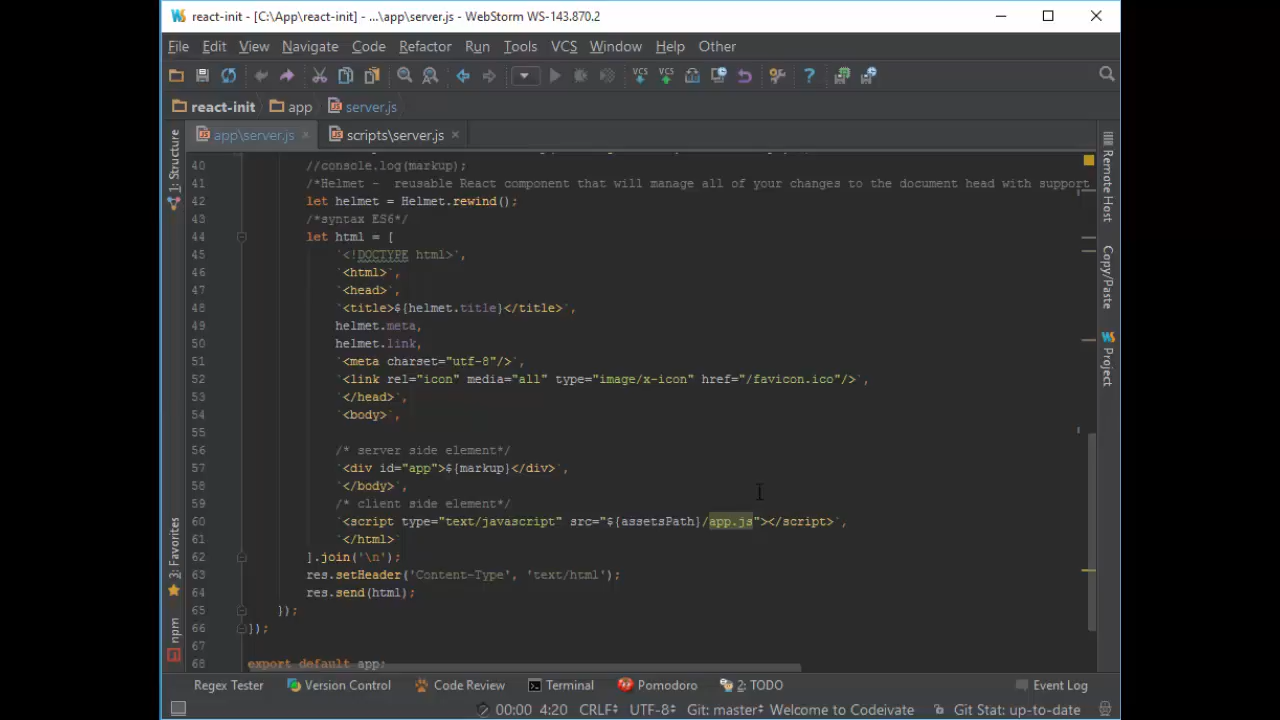 react-init - [C:\App\react-init] - ...\app\server.js - WebStorm WS-143.870.2
File Edit View Navigate Code Refactor Run Tools VCS Window Help Other
VCS VCS
react-init app server.js
app\server.js scripts\server.js
40 //console.log(markup);
41 /*Helmet - reusable React component that will manage all of your changes to the document head with support
42 let helmet = Helmet.rewind();
43 /*syntax ES6*/
44 let html = [
45 `<!DOCTYPE html>`,
46 `<html>`,
47 `<head>`,
48 `<title>${helmet.title}</title>`,
49 helmet.meta,
50 helmet.link,
51 `<meta charset="utf-8"/>`,
52 `<link rel="icon" media="all" type="image/x-icon" href="/favicon.ico"/>`,
53 `</head>`,
54 `<body>`,
55
56 /* server side element*/
57 `<div id="app">${markup}</div>`,
58 `</body>`,
59 /* client side element*/
60 `<script type="text/javascript" src="${assetsPath}/app.js"></script>`,
61 `</html>`
62 ].join('\n');
63 res.setHeader('Content-Type', 'text/html');
64 res.send(html);
65 });
66 });
67
68 export default app;
1: Structure
3: Favorites
npm
Remote Host
Copy/Paste
Project
Regex Tester Version Control Code Review Terminal Pomodoro 2: TODO Event Log
00:00 4:20 CRLF UTF-8 Git: master Welcome to Codeivate Git Stat: up-to-date